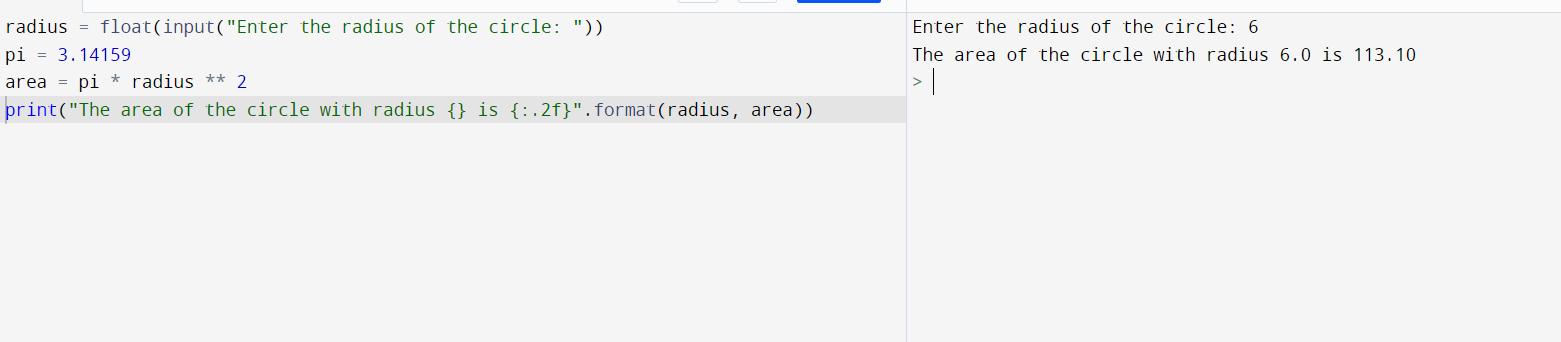 radius = float(input("Enter the radius of the circle: "))
pi = 3.14159
area = pi * radius ** 2
print("The area of the circle with radius {} is {:.2f}".format(radius, area))
Enter the radius of the circle: 6
The area of the circle with radius 6.0 is 113.10
>